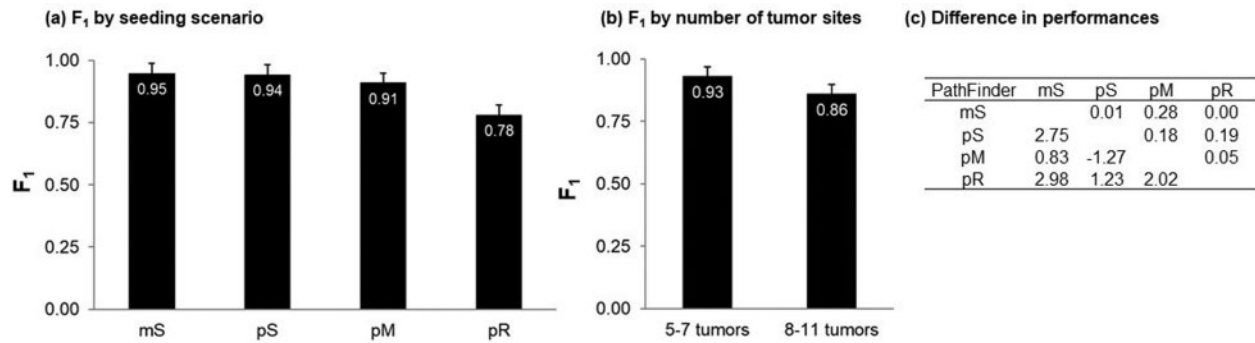 (a) F1 by seeding scenario
1.00
0.75
0.50
0.25
0.00
F1
0.95
0.94
0.91
0.78
mS pS pM pR
(b) F1 by number of tumor sites
1.00
0.75
0.50
0.25
0.00
F1
0.93
0.86
5-7 tumors 8-11 tumors
(c) Difference in performances
PathFinder mS pS pM pR
mS 0.01 0.28 0.00
pS 2.75 0.18 0.19
pM 0.83 -1.27 0.05
pR 2.98 1.23 2.02